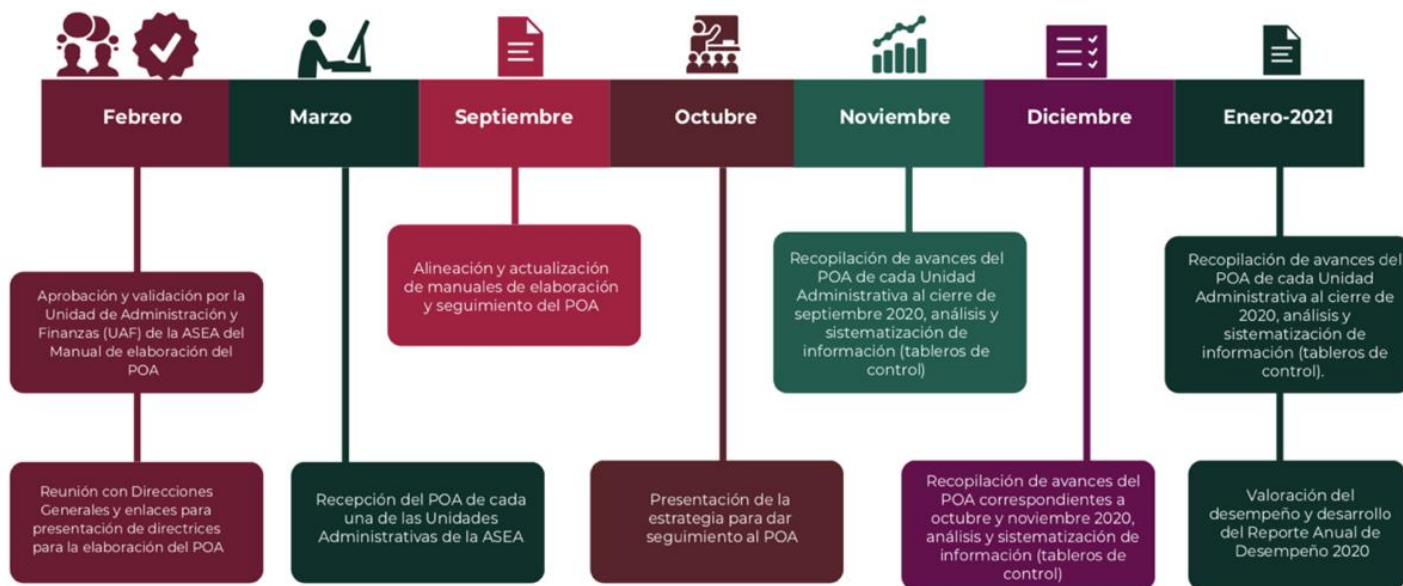 Febrero
Marzo
Septiembre
Octubre
Noviembre
Diciembre
Enero-2021
Aprobación y validación por la
Unidad de Administración y
Finanzas (UAF) de la ASEA del
Manual de elaboración del
POA
Reunión con Direcciones
Generales y enlaces para
presentación de directrices
para la elaboración del POA
Recepción del POA de cada
una de las Unidades
Administrativas de la ASEA
Alineación y actualización
de manuales de elaboración
y seguimiento del POA
Presentación de la
estrategia para dar
seguimiento al POA
Recopilación de avances del
POA de cada Unidad
Administrativa al cierre de
septiembre 2020, análisis y
sistematización de
información (tableros de
control)
Recopilación de avances del
POA correspondientes a
octubre y noviembre 2020,
análisis y sistematización de
información (tableros de
control)
Recopilación de avances del
POA de cada Unidad
Administrativa al cierre de
2020, análisis y
sistematización de
información (tableros de
control).
Valoración del
desempeño y desarrollo
del Reporte Anual de
Desempeño 2020